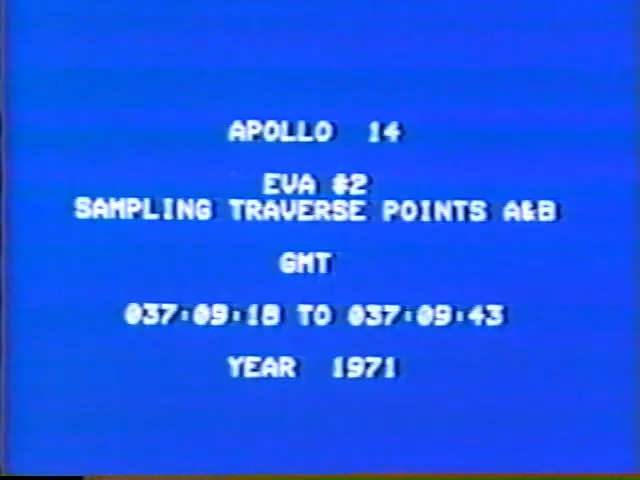 APOLLO 14
EVA #2
SAMPLING TRAVERSE POINTS A&B
GMT
037:09:18 TO 037:09:43
YEAR 1971